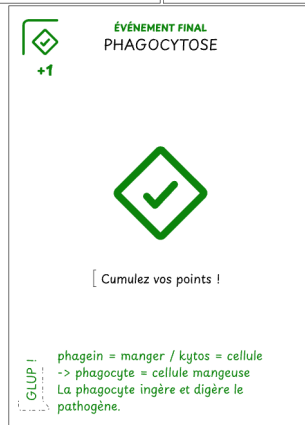 ÉVÉNEMENT FINAL
PHAGOCYTOSE
+1
Cumulez vos points !
GLUP !
phagein = manger / kytos = cellule
-> phagocyte = cellule mangeuse
La phagocyte ingère et digère le
pathogène.